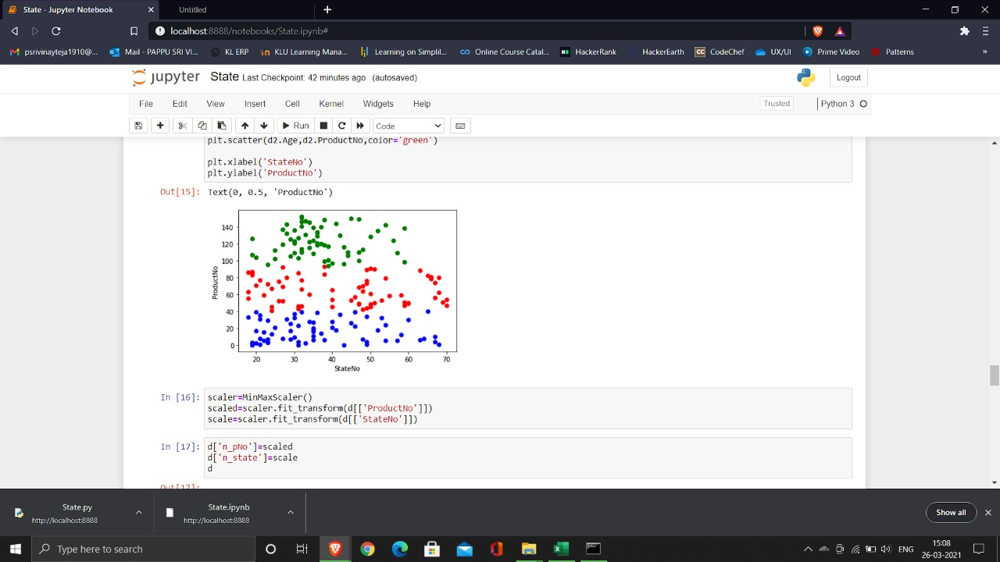 State - Jupyter Notebook
Untitled
localhost:8888/notebooks/State.ipynb#
psrivinayteja1910@... Mail - PAPPU SRI VI... KL ERP KLU Learning Mana... Learning on Simplil... Online Course Catal... HackerRank HackerEarth CodeChef UX/UI Prime Video Patterns »
jupyter State Last Checkpoint: 42 minutes ago (autosaved)
Logout
File Edit View Insert Cell Kernel Widgets Help
Trusted
Python 3
Run Code
plt.scatter(d2.Age,d2.ProductNo,color='green')
plt.xlabel('StateNo')
plt.ylabel('ProductNo')
Out[15]: Text(0, 0.5, 'ProductNo')
140
120
100
80
60
40
20
0
ProductNo
20 30 40 50 60 70
StateNo
In [16]: scaler=MinMaxScaler()
scaled=scaler.fit_transform(d[['ProductNo']])
scale=scaler.fit_transform(d[['StateNo']])
In [17]: d['n_pNo']=scaled
d['n_state']=scale
d
Out[17]:
State.py
http://localhost:8888
State.ipynb
http://localhost:8888
Show all
Type here to search
ENG
15:08
26-03-2021